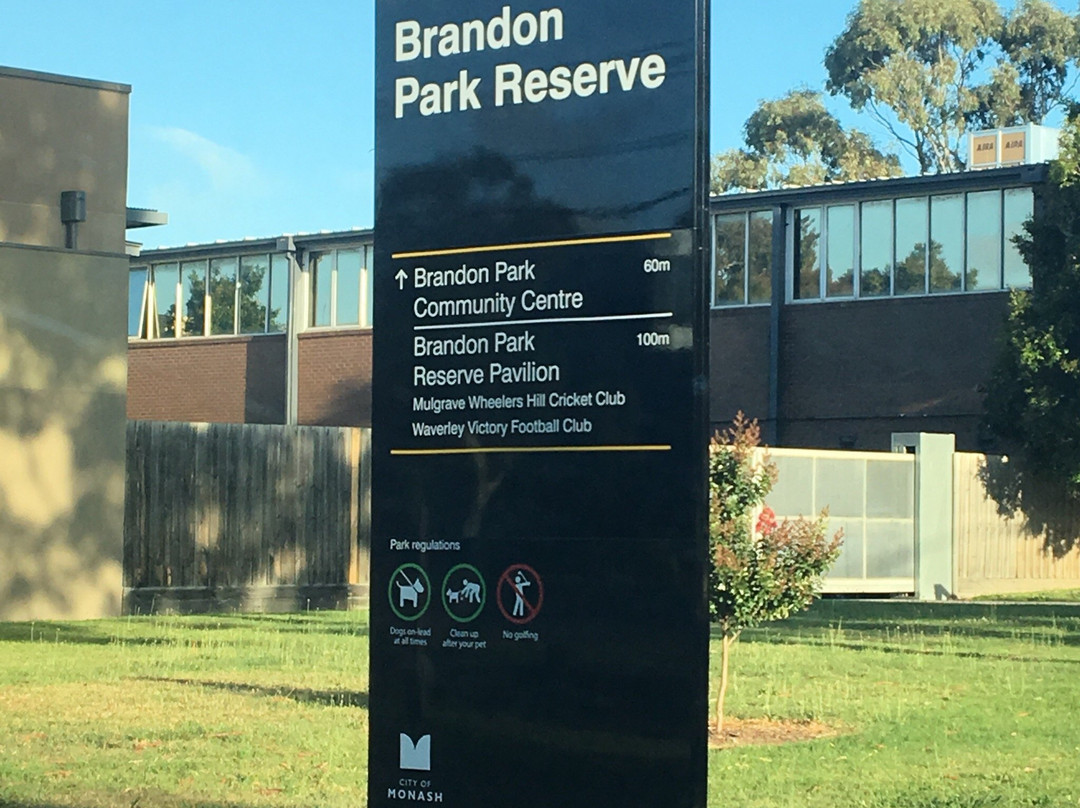 Brandon
Park Reserve
Brandon Park 60m
Community Centre
Brandon Park 100m
Reserve Pavilion
Mulgrave Wheelers Hill Cricket Club
Waverley Victory Football Club
Park regulations
Dogs on-lead
at all times
Clean up
after your pet
No golfing
CITY OF
MONASH
AIRA AIRA